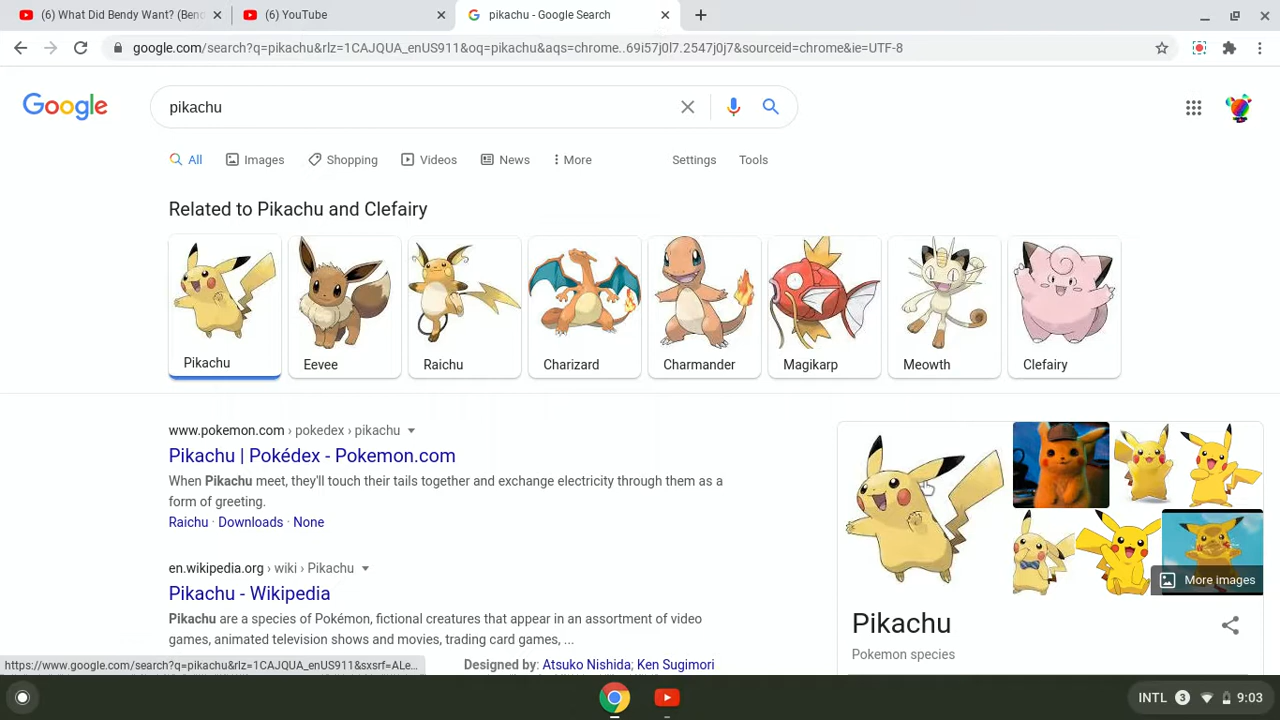 (6) What Did Bendy Want? (Ben
(6) YouTube
pikachu - Google Search
google.com/search?q=pikachu&rlz=1CAJQUA_enUS911&oq=pikachu&aqs=chrome..69i57j0l7.2547j0j7&sourceid=chrome&ie=UTF-8
Google
pikachu
All Images Shopping Videos News More Settings Tools
Related to Pikachu and Clefairy
Pikachu Eevee Raichu Charizard Charmander Magikarp Meowth Clefairy
www.pokemon.com › pokedex › pikachu
Pikachu | Pokédex - Pokemon.com
When Pikachu meet, they'll touch their tails together and exchange electricity through them as a
form of greeting.
Raichu · Downloads · None
en.wikipedia.org › wiki › Pikachu
Pikachu - Wikipedia
Pikachu are a species of Pokémon, fictional creatures that appear in an assortment of video
games, animated television shows and movies, trading card games, ...
Designed by: Atsuko Nishida; Ken Sugimori
More images
Pikachu
Pokemon species
https://www.google.com/search?q=pikachu&rlz=1CAJQUA_enUS911&sxsrf=ALe...
INTL 3 9:03